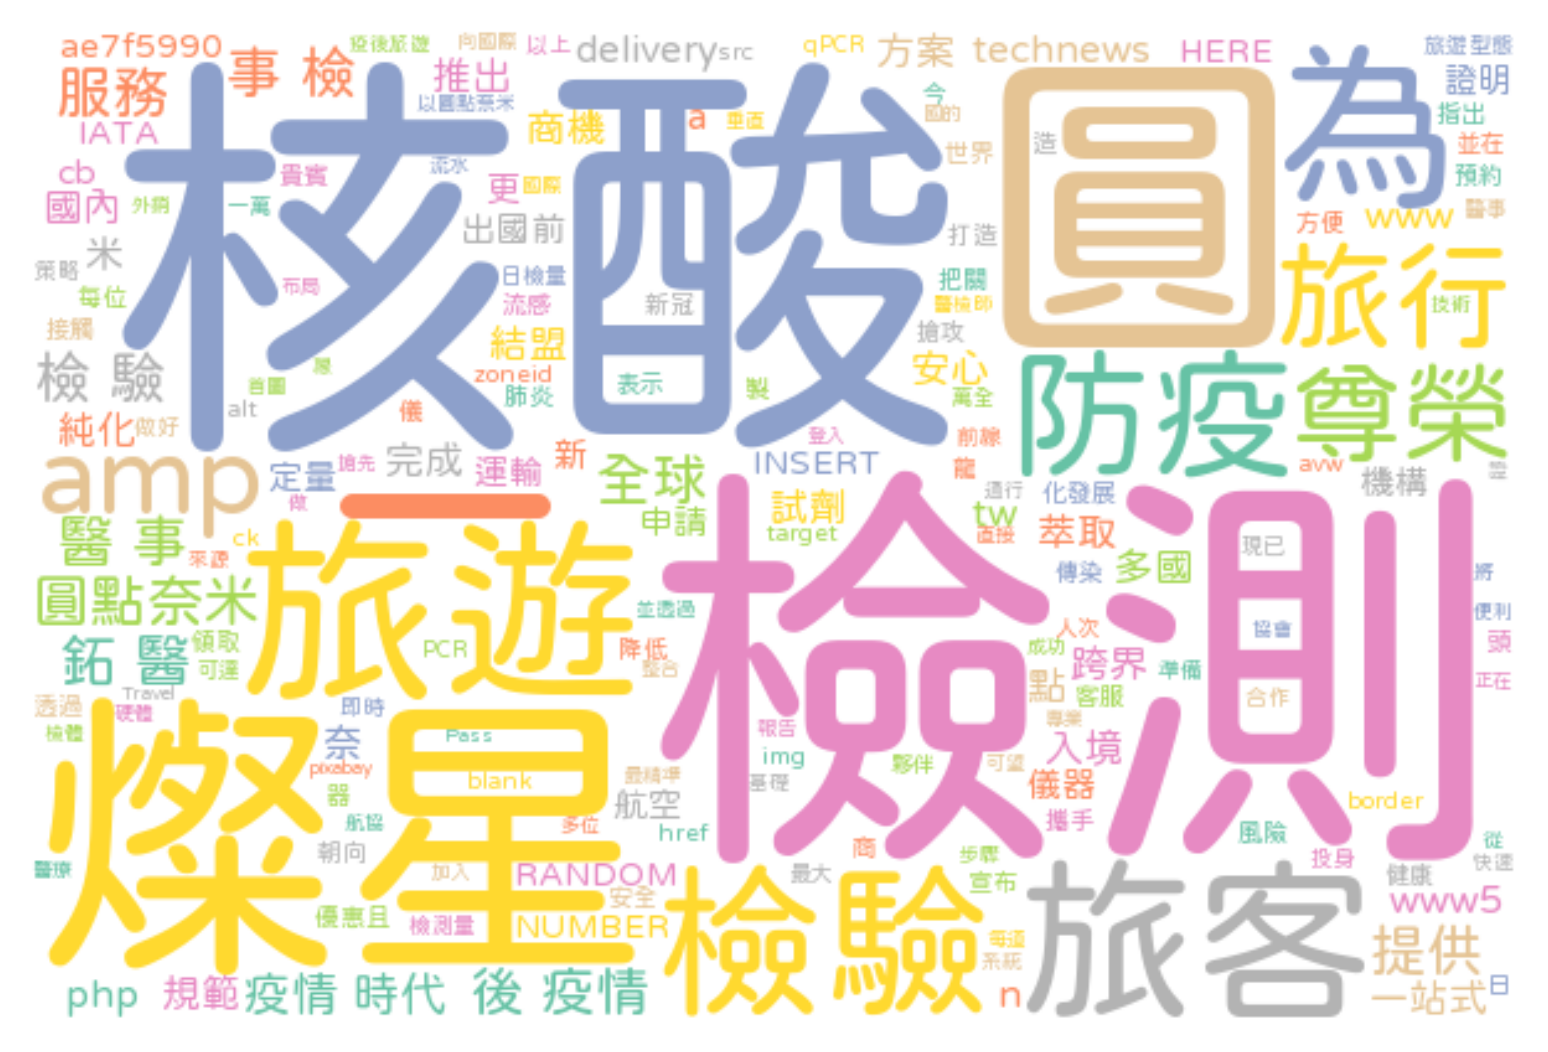 ae7f5990
疫後旅遊
向國際
以上
delivery
src
qPCR
方案
technews
HERE
旅遊型態
服務
事 檢
推出
以圓點奈米
商機
a
垂直
今
國的
證明
指出
IATA
核酸
圓
為
造
世界
並在
cb
貴賓
流水
更
國際
預約
國內
外銷
一萬
出國前
打造
方便
www
醫事
米
策略
每位
布局
日檢量
流感
新冠
把關
醫檢師
旅行
技術
接觸
結盟
搶攻
檢 驗
首圖
zoneid
肺炎
表示
製
安心
萬全
防疫
尊榮
alt
儀
純化
做好
登入
前線
amp
定量
搶先
完成
運輸
新
全球
INSERT
龍
avw
機構
做
一
申請
試劑
通行
化發展
醫 事
ck
來源
target
tw
直接
萃取
現已
傳染
多國
將
圓點奈米
旅遊
並透過
檢測
人次
協會
便利
鉐 醫
領取
可達
PCR
降低
整合
成功
跨界
準備
頭
點
客服
合作
正在
Travel
透過
硬體
即時
報告
專業
檢體
燦星
奈
Pass
img
夥伴
可望
入境
pixabay
blank
最精準
基礎
儀器
器
航空
border
航協
多位
href
攜手
風險
朝向
商
步驟
投身
從
快速
醫療
加入
RANDOM
最大
宣布
健康
安全
優惠且
檢測量
NUMBER
檢驗
旅客
www5
每道
系統
提供
php
規範
疫情 時代
後 疫情
n
一站式
日